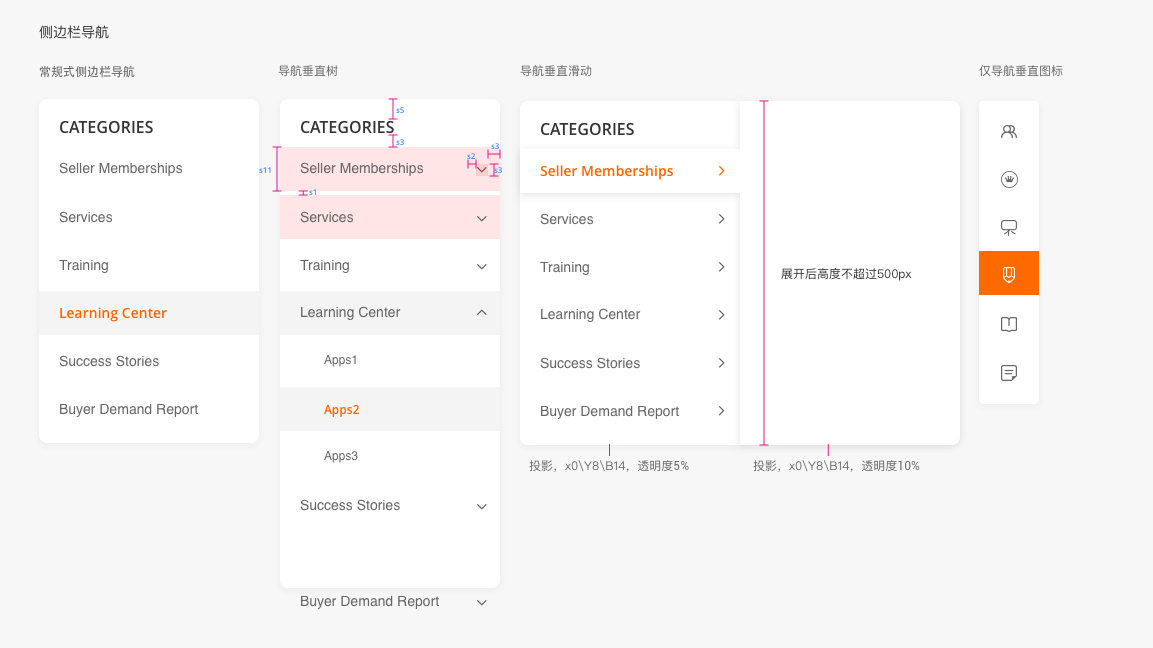 侧边栏导航
常规式侧边栏导航
导航垂直树
导航垂直滑动
仅导航垂直图标
CATEGORIES
Seller Memberships
Services
Training
Learning Center
Success Stories
Buyer Demand Report
s5
CATEGORIES
s3
s11
Seller Memberships
s2
s3
s3
s1
Services
Training
Learning Center
Apps1
Apps2
Apps3
Success Stories
Buyer Demand Report
CATEGORIES
Seller Memberships
Services
Training
Learning Center
Success Stories
Buyer Demand Report
展开后高度不超过500px
投影，x0\Y8\B14，透明度5%
投影，x0\Y8\B14，透明度10%